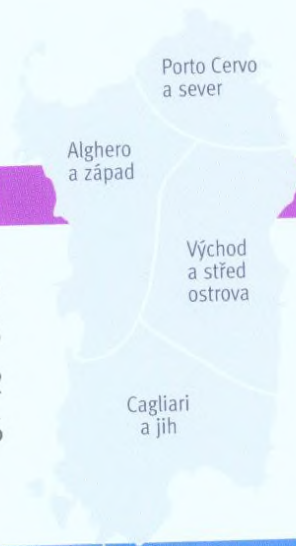 Porto Cervo
a sever
Alghero
a západ
Východ
a střed
ostrova
Cagliari
a jih